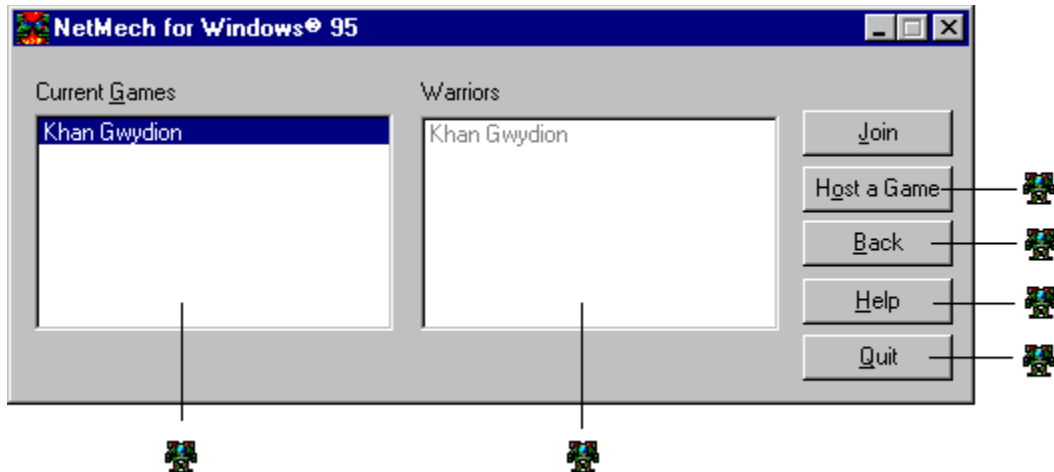 NetMech for Windows® 95
Current Games
Warriors
Khan Gwydion
Khan Gwydion
Join
Host a Game
Back
Help
Quit